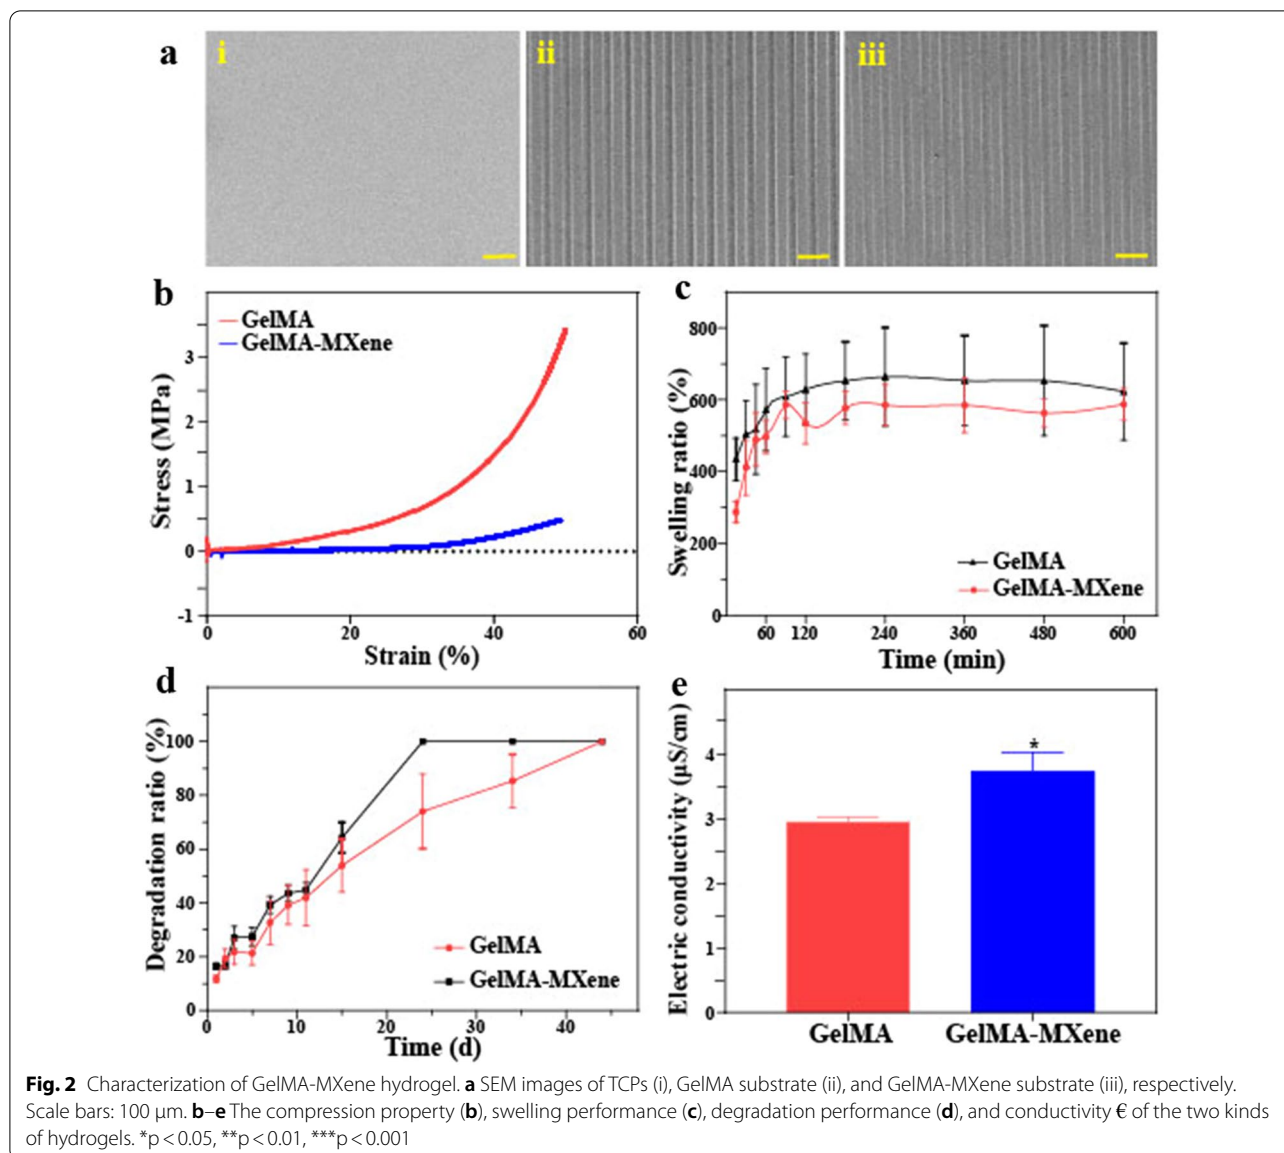 a
i
ii
iii
b
GelMA
GelMA-MXene
Stress (MPa)
3
2
1
0
-1
0
20
40
60
Strain (%)
c
Swelling ratio (%)
800
600
400
200
0
60
120
240
360
480
600
GelMA
GelMA-MXene
Time (min)
d
Degradation ratio (%)
100
80
60
40
20
0
0
10
20
30
40
GelMA
GelMA-MXene
Time (d)
e
Electric conductivity (μS/cm)
4
3
2
1
0
*
GelMA
GelMA-MXene
Fig. 2 Characterization of GelMA-MXene hydrogel. a SEM images of TCPs (i), GelMA substrate (ii), and GelMA-MXene substrate (iii), respectively.
Scale bars: 100 μm. b–e The compression property (b), swelling performance (c), degradation performance (d), and conductivity € of the two kinds
of hydrogels. *p < 0.05, **p < 0.01, ***p < 0.001